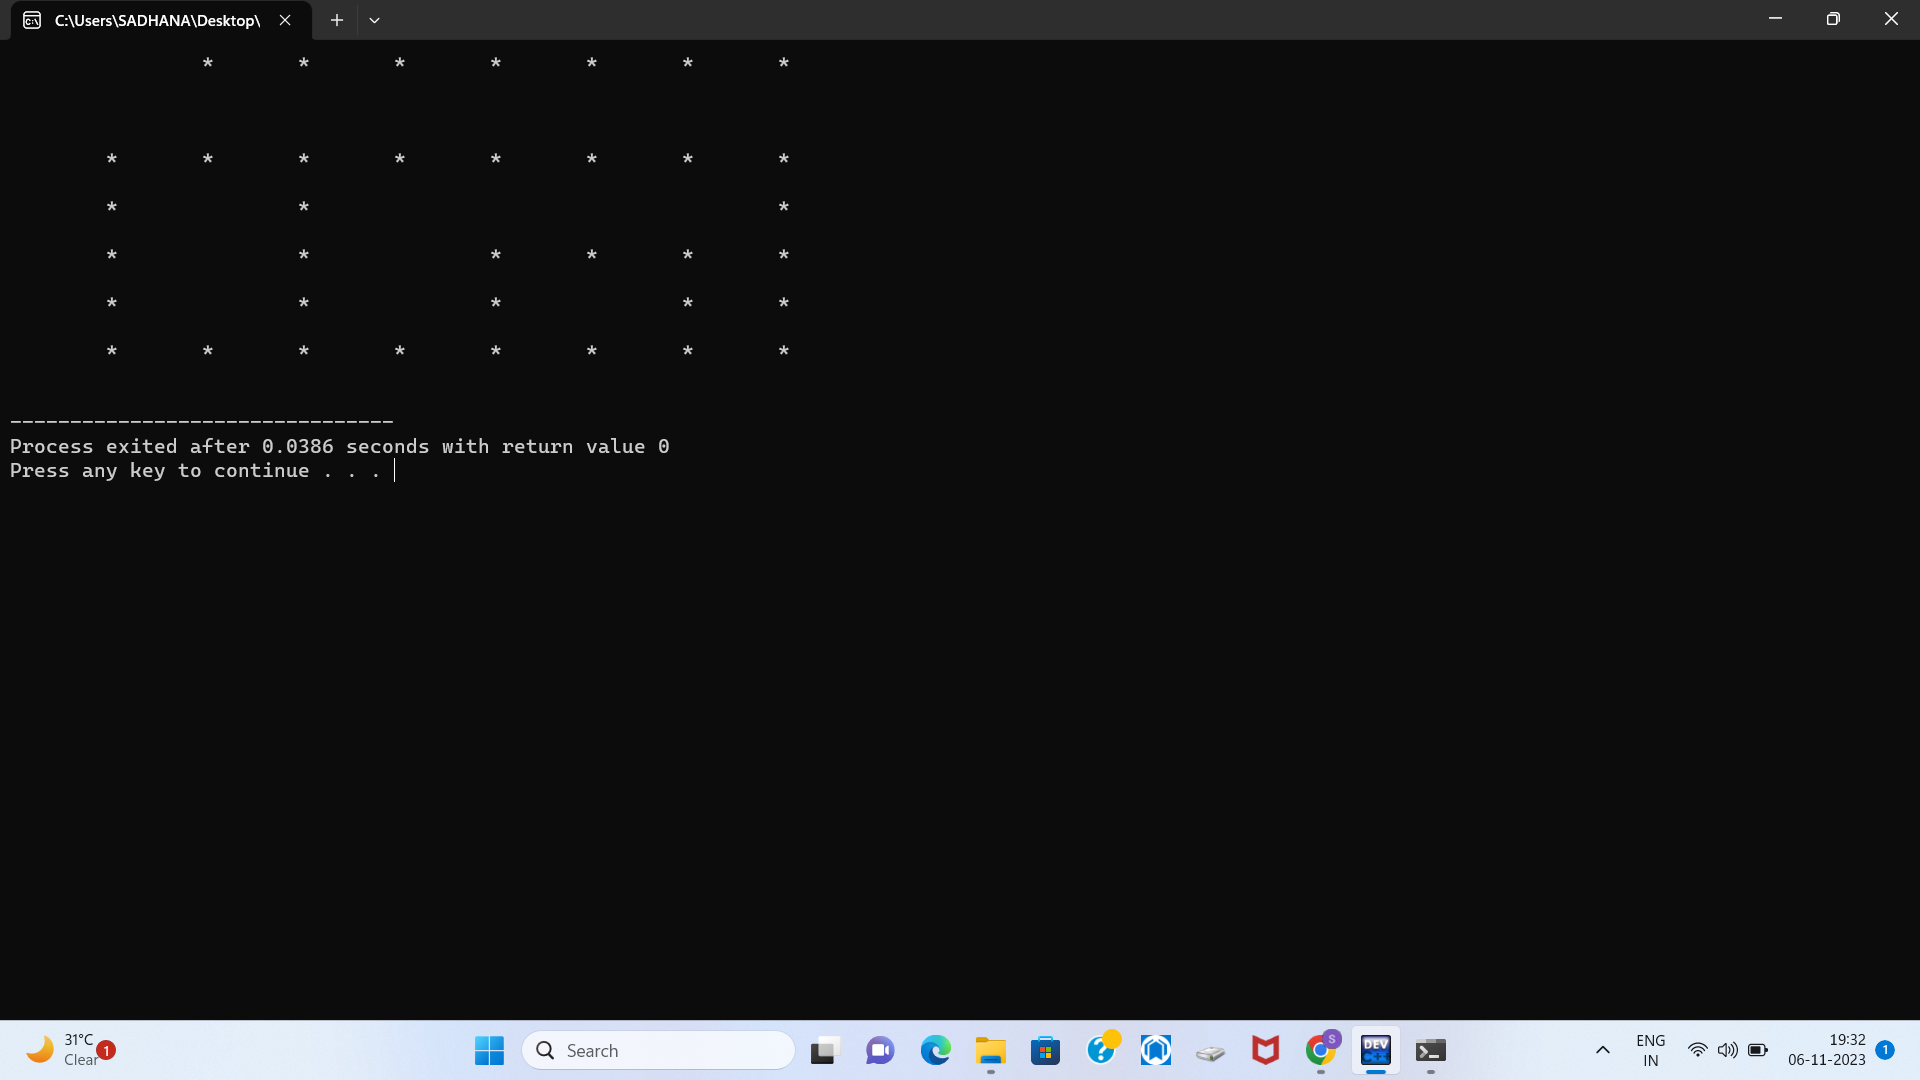 C:\Users\SADHANA\Desktop\
* * * * * * *
* * * * * * * *
* * *
* * * * * *
* * * * *
* * * * * * * *
--------------------------------
Process exited after 0.0386 seconds with return value 0
Press any key to continue . . .
31°C
Clear
1
Search
S
DEV
C++
ENG
IN
19:32
06-11-2023
1